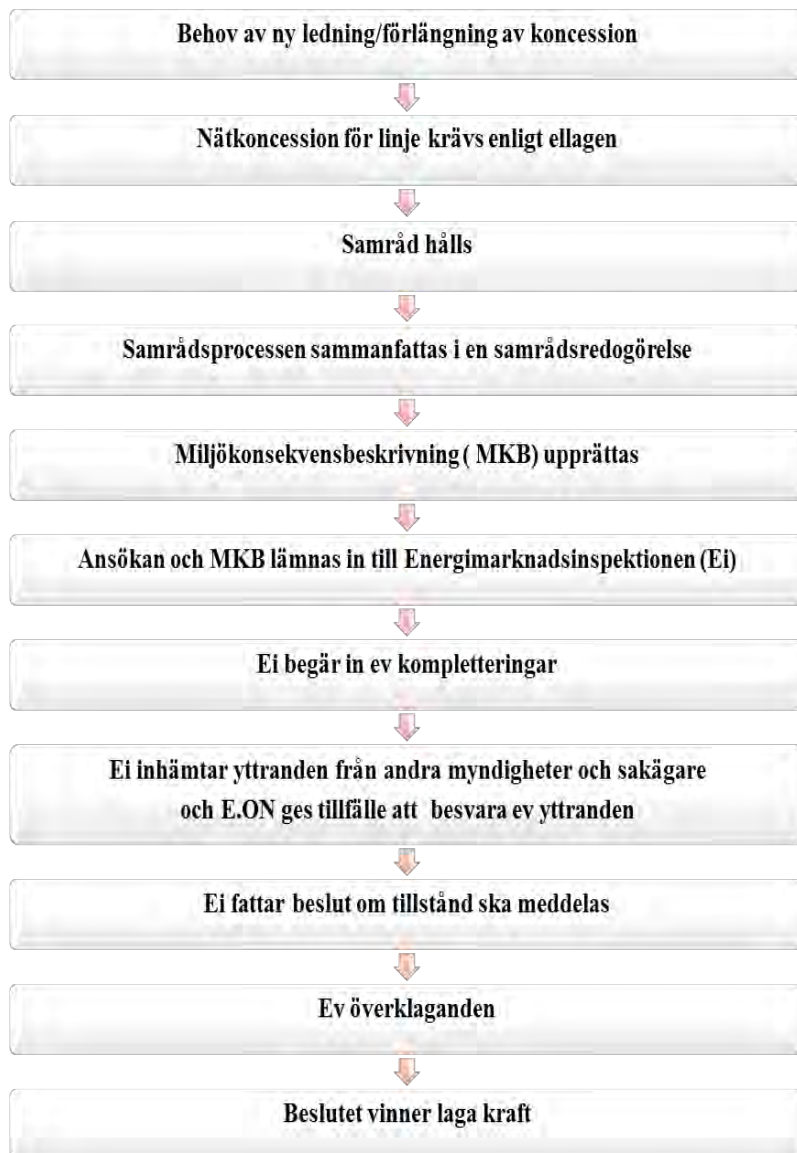 Behov av ny ledning/förlängning av koncession
Nätkoncession för linje krävs enligt ellagen
Samråd hålls
Samrådsprocessen sammanfattas i en samrådsredogörelse
Miljökonsekvensbeskrivning ( MKB) upprättas
Ansökan och MKB lämnas in till Energimarknadsinspektionen (Ei)
Ei begär in ev kompletteringar
Ei inhämtar yttranden från andra myndigheter och sakägare
och E.ON ges tillfälle att besvara ev yttranden
Ei fattar beslut om tillstånd ska meddelas
Ev överklaganden
Beslutet vinner laga kraft